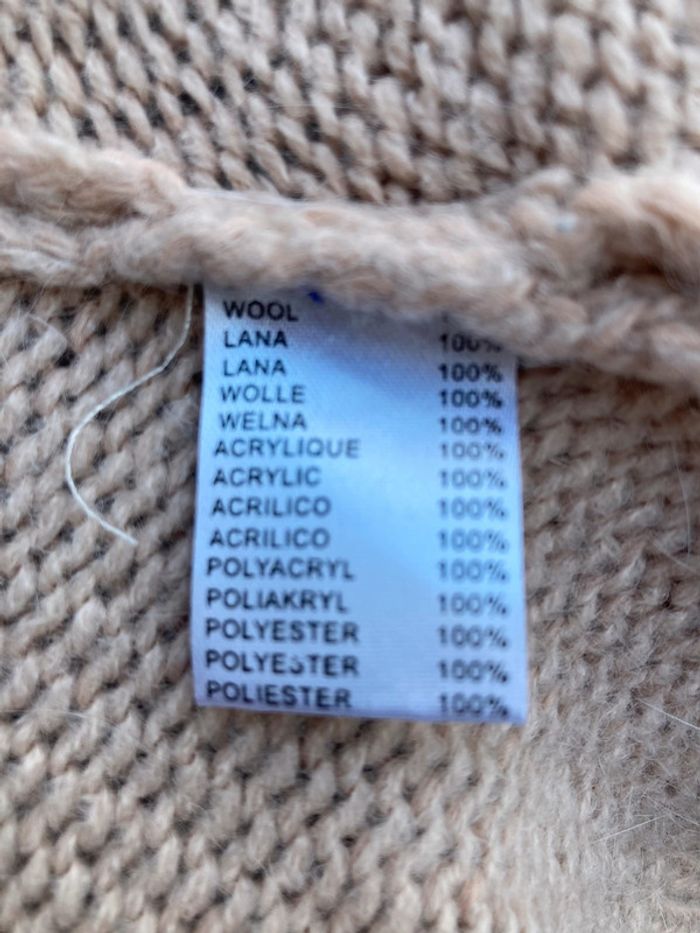 WOOL
LANA 100%
LANA 100%
WOLLE 100%
WELNA 100%
ACRYLIQUE 100%
ACRYLIC 100%
ACRILICO 100%
ACRILICO 100%
POLYACRYL 100%
POLIAKRYL 100%
POLYESTER 100%
POLYESTER 100%
POLIESTER 100%